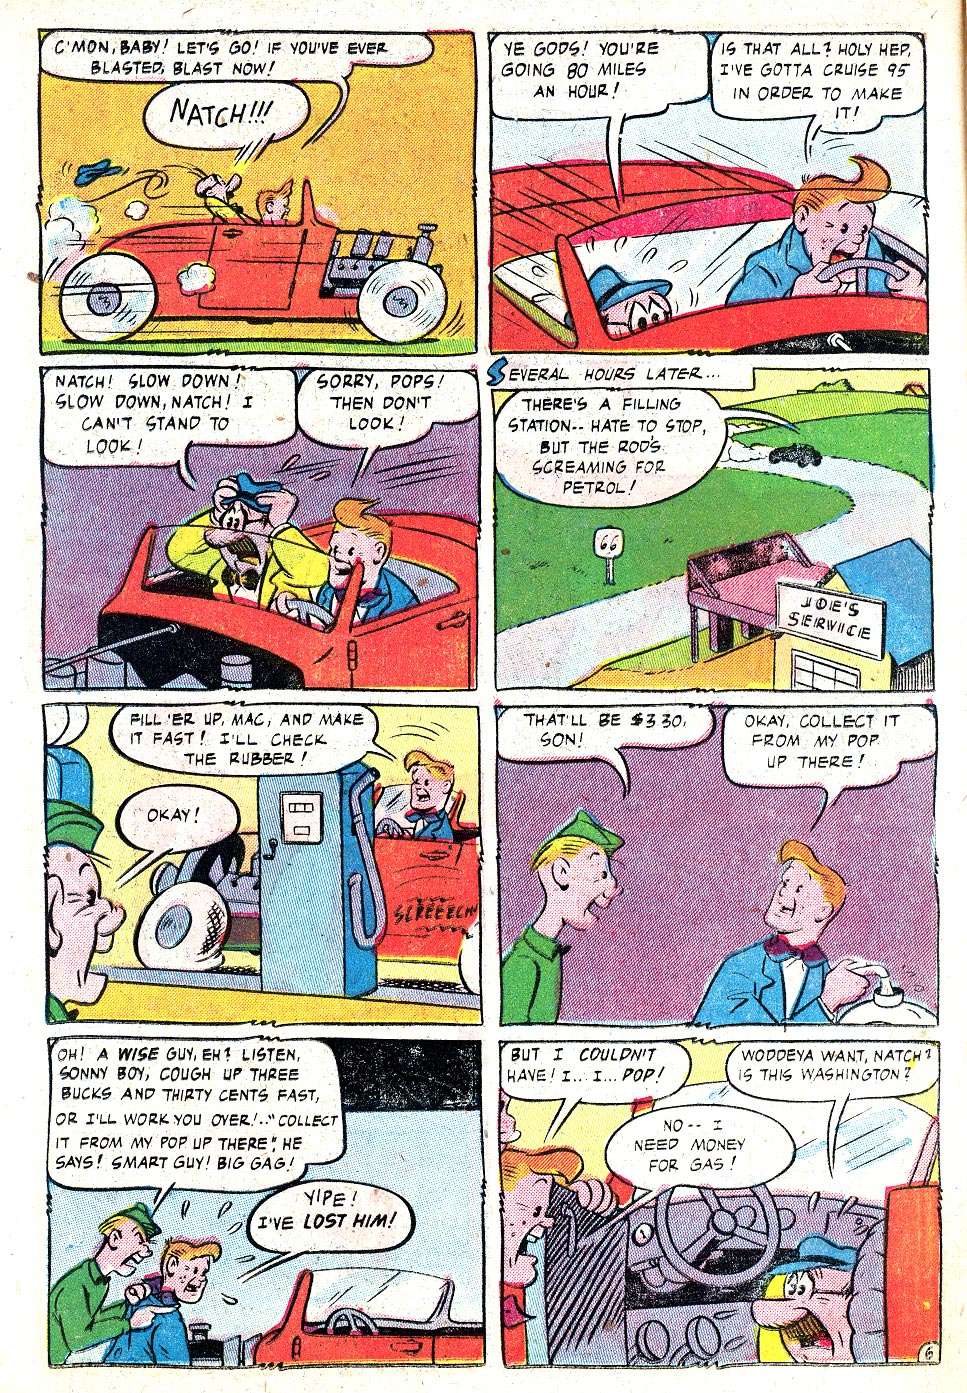 C'MON, BABY! LET'S GO! IF YOU'VE EVER
BLASTED, BLAST NOW!
NATCH!!!
YE GODS! YOU'RE
GOING 80 MILES
AN HOUR!
IS THAT ALL? HOLY HEP,
I'VE GOTTA CRUISE 95
IN ORDER TO MAKE
IT!
NATCH! SLOW DOWN!
SLOW DOWN, NATCH! I
CAN'T STAND TO
LOOK!
SORRY, POPS!
THEN DON'T
LOOK!
SEVERAL HOURS LATER...
THERE'S A FILLING
STATION-- HATE TO STOP,
BUT THE ROD'S
SCREAMING FOR
PETROL!
66
JOE'S
SERVICE
FILL 'ER UP, MAC, AND MAKE
IT FAST! I'LL CHECK
THE RUBBER!
OKAY!
SCREEECH
THAT'LL BE $3.30,
SON!
OKAY, COLLECT IT
FROM MY POP
UP THERE!
OH! A WISE GUY, EH? LISTEN,
SONNY BOY, COUGH UP THREE
BUCKS AND THIRTY CENTS FAST,
OR I'LL WORK YOU OVER!.."COLLECT
IT FROM MY POP UP THERE", HE
SAYS! SMART GUY! BIG GAG!
YIPE!
I'VE LOST HIM!
BUT I COULDN'T
HAVE! I... I... POP!
NO-- I
NEED MONEY
FOR GAS!
WODDEYA WANT, NATCH?
IS THIS WASHINGTON?
6